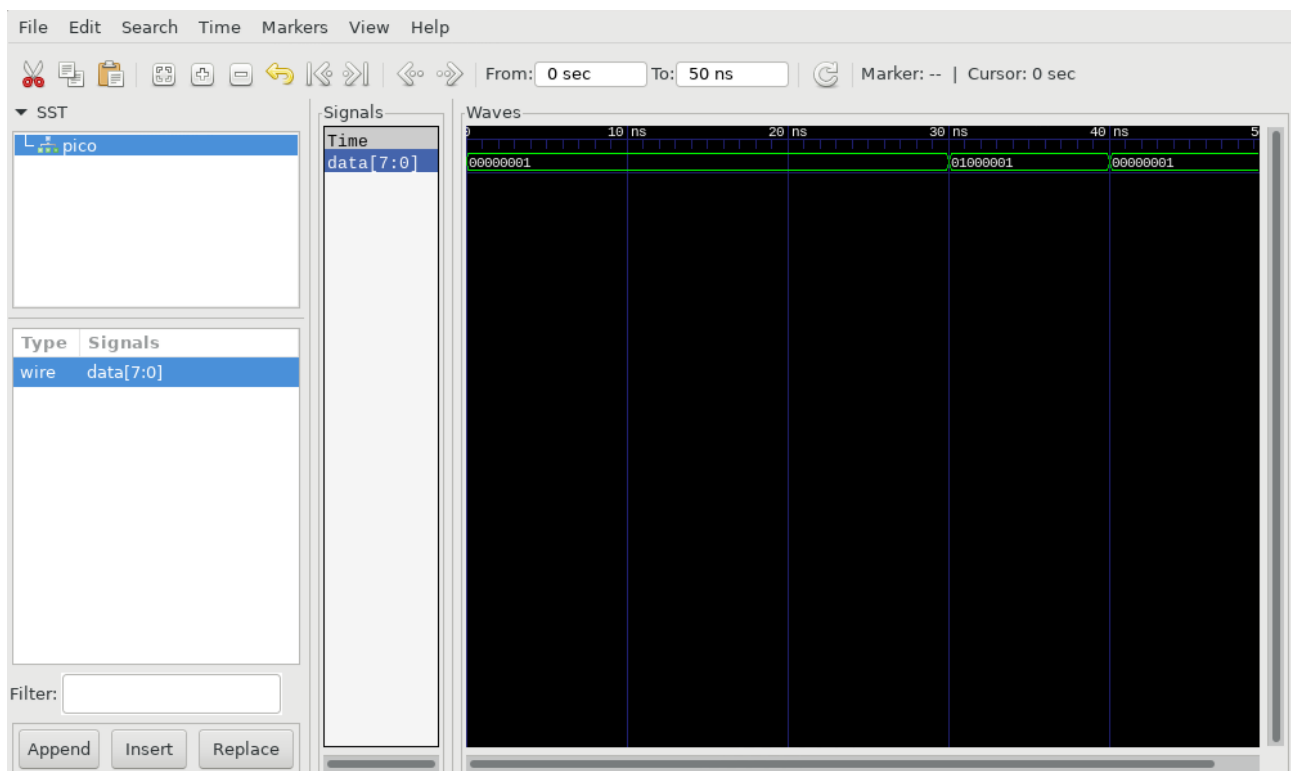 File Edit Search Time Markers View Help
From: 0 sec To: 50 ns Marker: -- | Cursor: 0 sec
SST
pico
Type Signals
wire data[7:0]
Filter:
Append Insert Replace
Signals
Time
data[7:0]
Waves
0 10 ns 20 ns 30 ns 40 ns 5
00000001 01000001 00000001